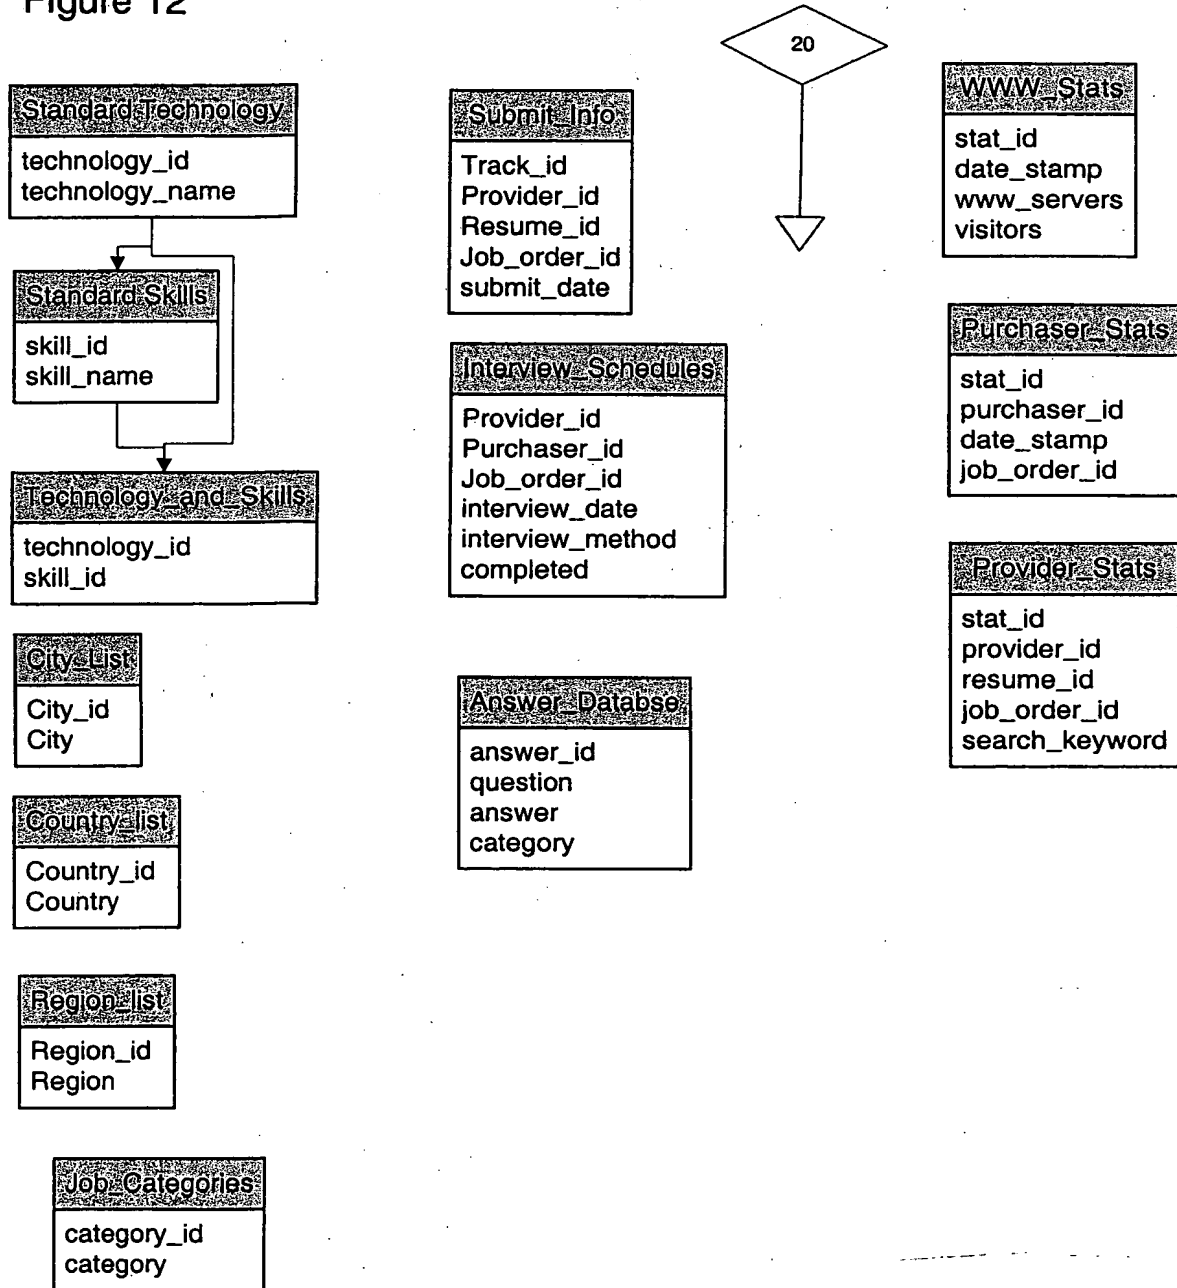 Figure 12
Standard Technology
technology_id
technology_name
Standard Skills
skill_id
skill_name
Technology_and_Skills
technology_id
skill_id
City_List
City_id
City
Country_list
Country_id
Country
Region_list
Region_id
Region
Job_Categories
category_id
category
Submit_Info
Track_id
Provider_id
Resume_id
Job_order_id
submit_date
Interview_Schedules
Provider_id
Purchaser_id
Job_order_id
interview_date
interview_method
completed
Answer_Databse
answer_id
question
answer
category
20
WWW_Stats
stat_id
date_stamp
www_servers
visitors
Purchaser_Stats
stat_id
purchaser_id
date_stamp
job_order_id
Provider_Stats
stat_id
provider_id
resume_id
job_order_id
search_keyword